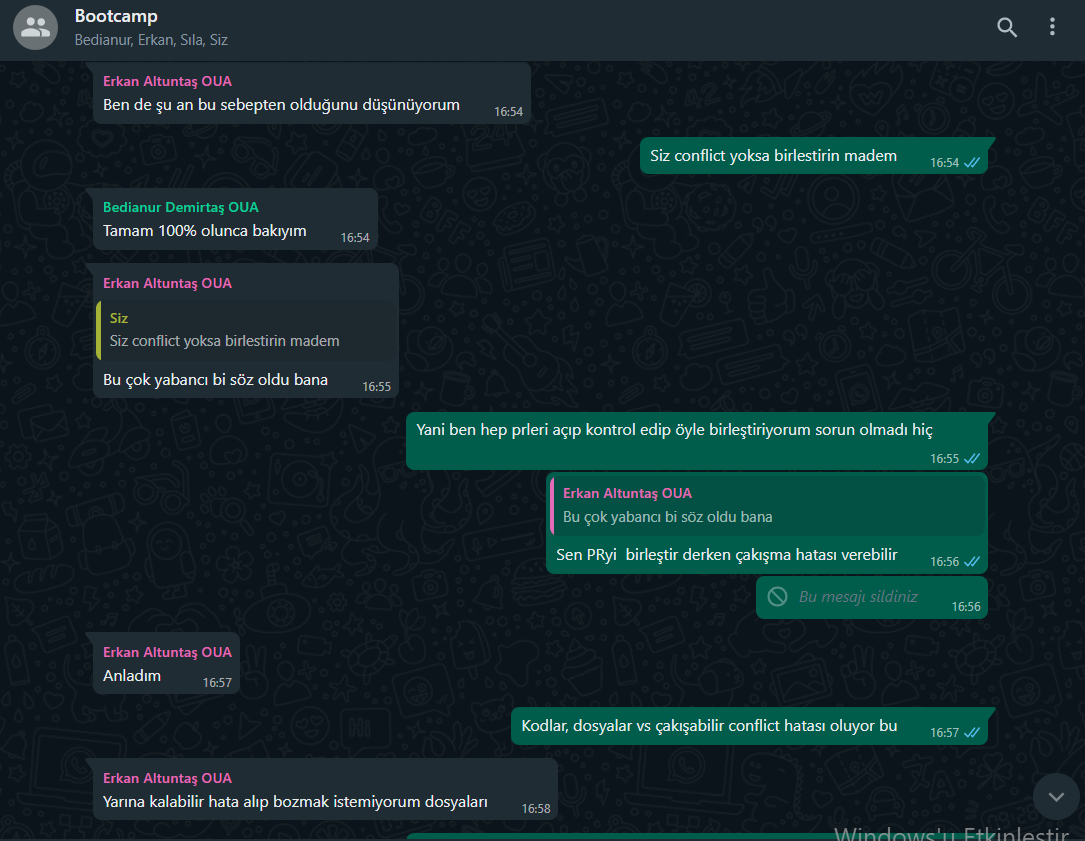 Bootcamp
Bedianur, Erkan, Sıla, Siz
Erkan Altuntaş OUA
Ben de şu an bu sebepten olduğunu düşünüyorum
16:54
Siz conflict yoksa birlestirin madem
16:54
Bedianur Demirtaş OUA
Tamam 100% olunca bakıyım
16:54
Erkan Altuntaş OUA
Siz
Siz conflict yoksa birlestirin madem
Bu çok yabancı bi söz oldu bana
16:55
Yani ben hep prleri açıp kontrol edip öyle birleştiriyorum sorun olmadı hiç
16:55
Erkan Altuntaş OUA
Bu çok yabancı bi söz oldu bana
Sen PRyi birleştir derken çakışma hatası verebilir
16:56
Bu mesajı sildiniz
16:56
Erkan Altuntaş OUA
Anladım
16:57
Kodlar, dosyalar vs çakışabilir conflict hatası oluyor bu
16:57
Erkan Altuntaş OUA
Yarına kalabilir hata alıp bozmak istemiyorum dosyaları
16:58
Windows'u Etkinleştir